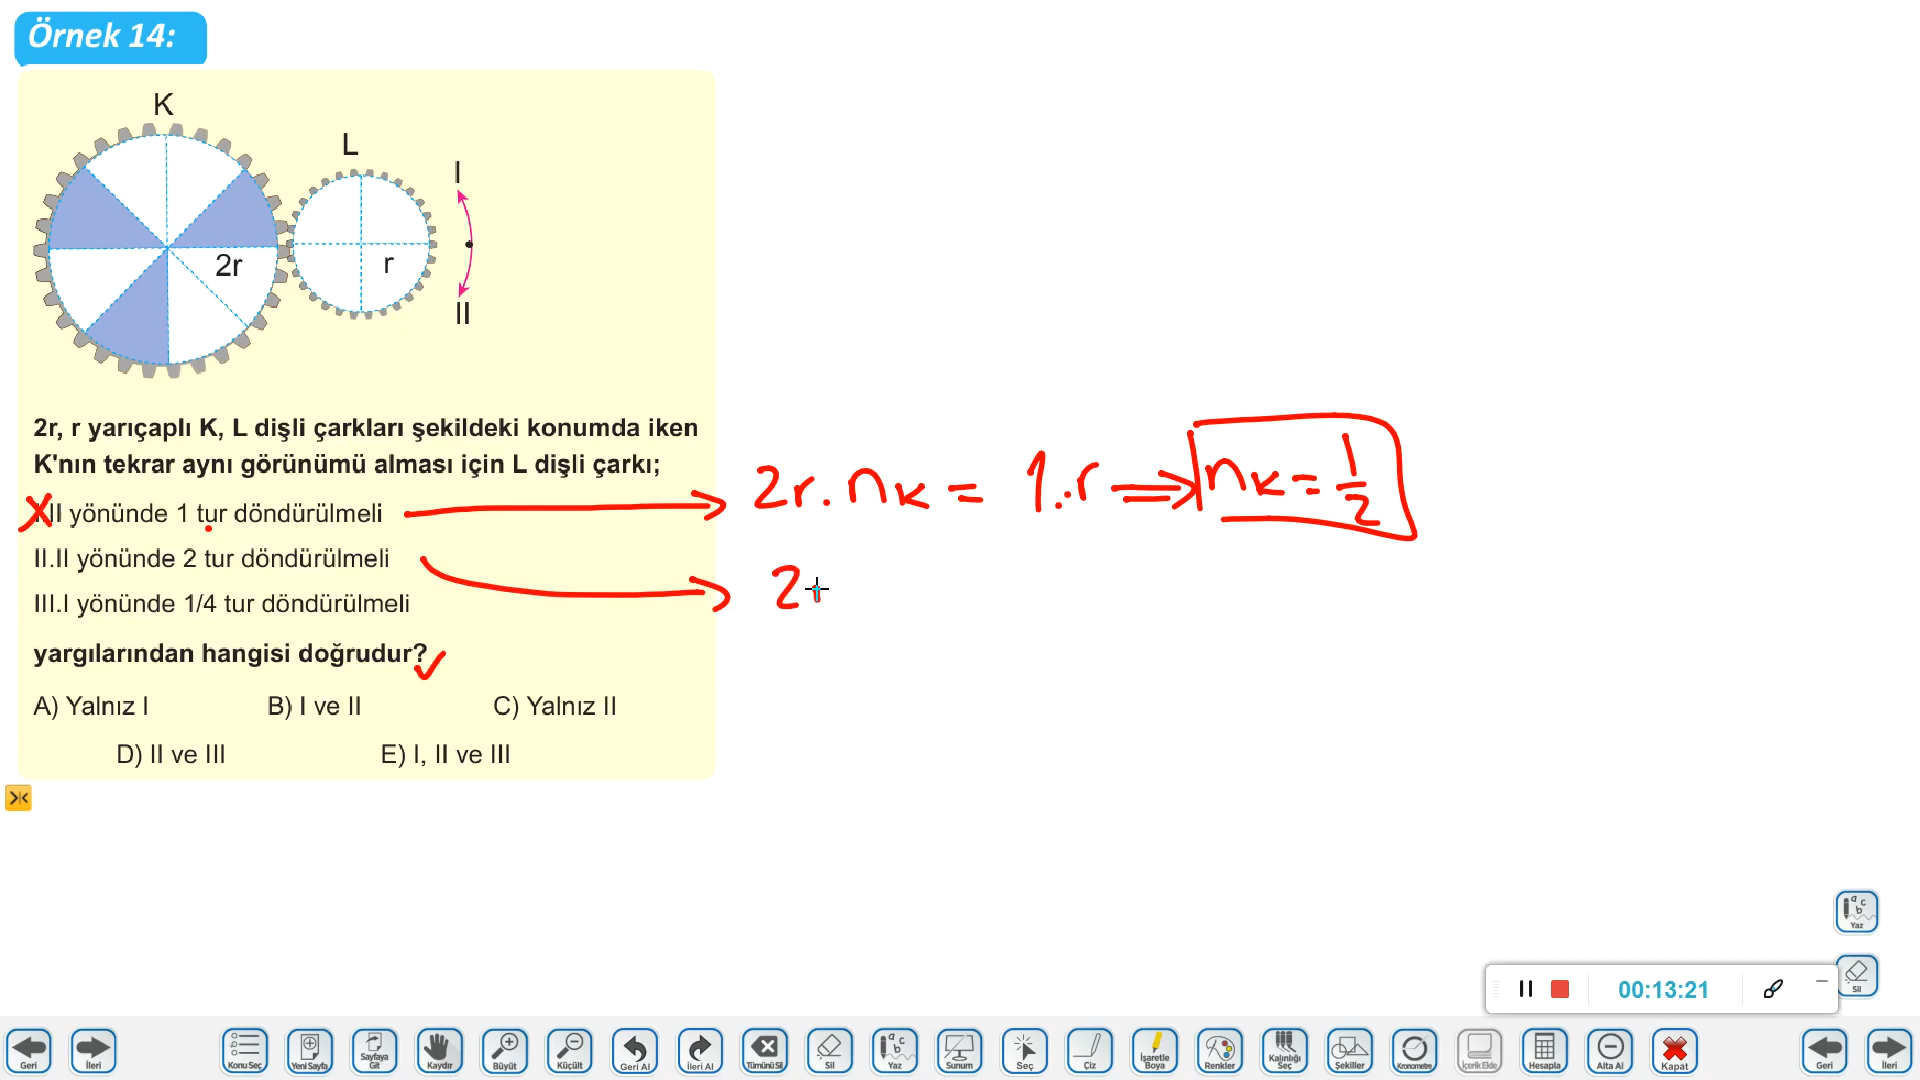 Örnek 14:
K
L
I
2r
r
II
2r, r yarıçaplı K, L dişli çarkları şekildeki konumda iken
K'nın tekrar aynı görünümü alması için L dişli çarkı;
I.II yönünde 1 tur döndürülmeli
II.II yönünde 2 tur döndürülmeli
III.I yönünde 1/4 tur döndürülmeli
yargılarından hangisi doğrudur?
A) Yalnız I B) I ve II C) Yalnız II
D) II ve III E) I, II ve III
2r. nK = 1.r ⇒ nK = 1/2
2
Yaz
Sil
00:13:21
Geri İleri Konu Seç Yeni Sayfa Sayfaya Git Kaydır Büyüt Küçült Geri Al İleri Al Tümünü Sil Sil Yaz Sunum Seç Çiz İşaretle Boya Renkler Kalınlığı Seç Şekiller Kronometre İçerik Ekle Hesapla Alta Al Kapat Geri İleri